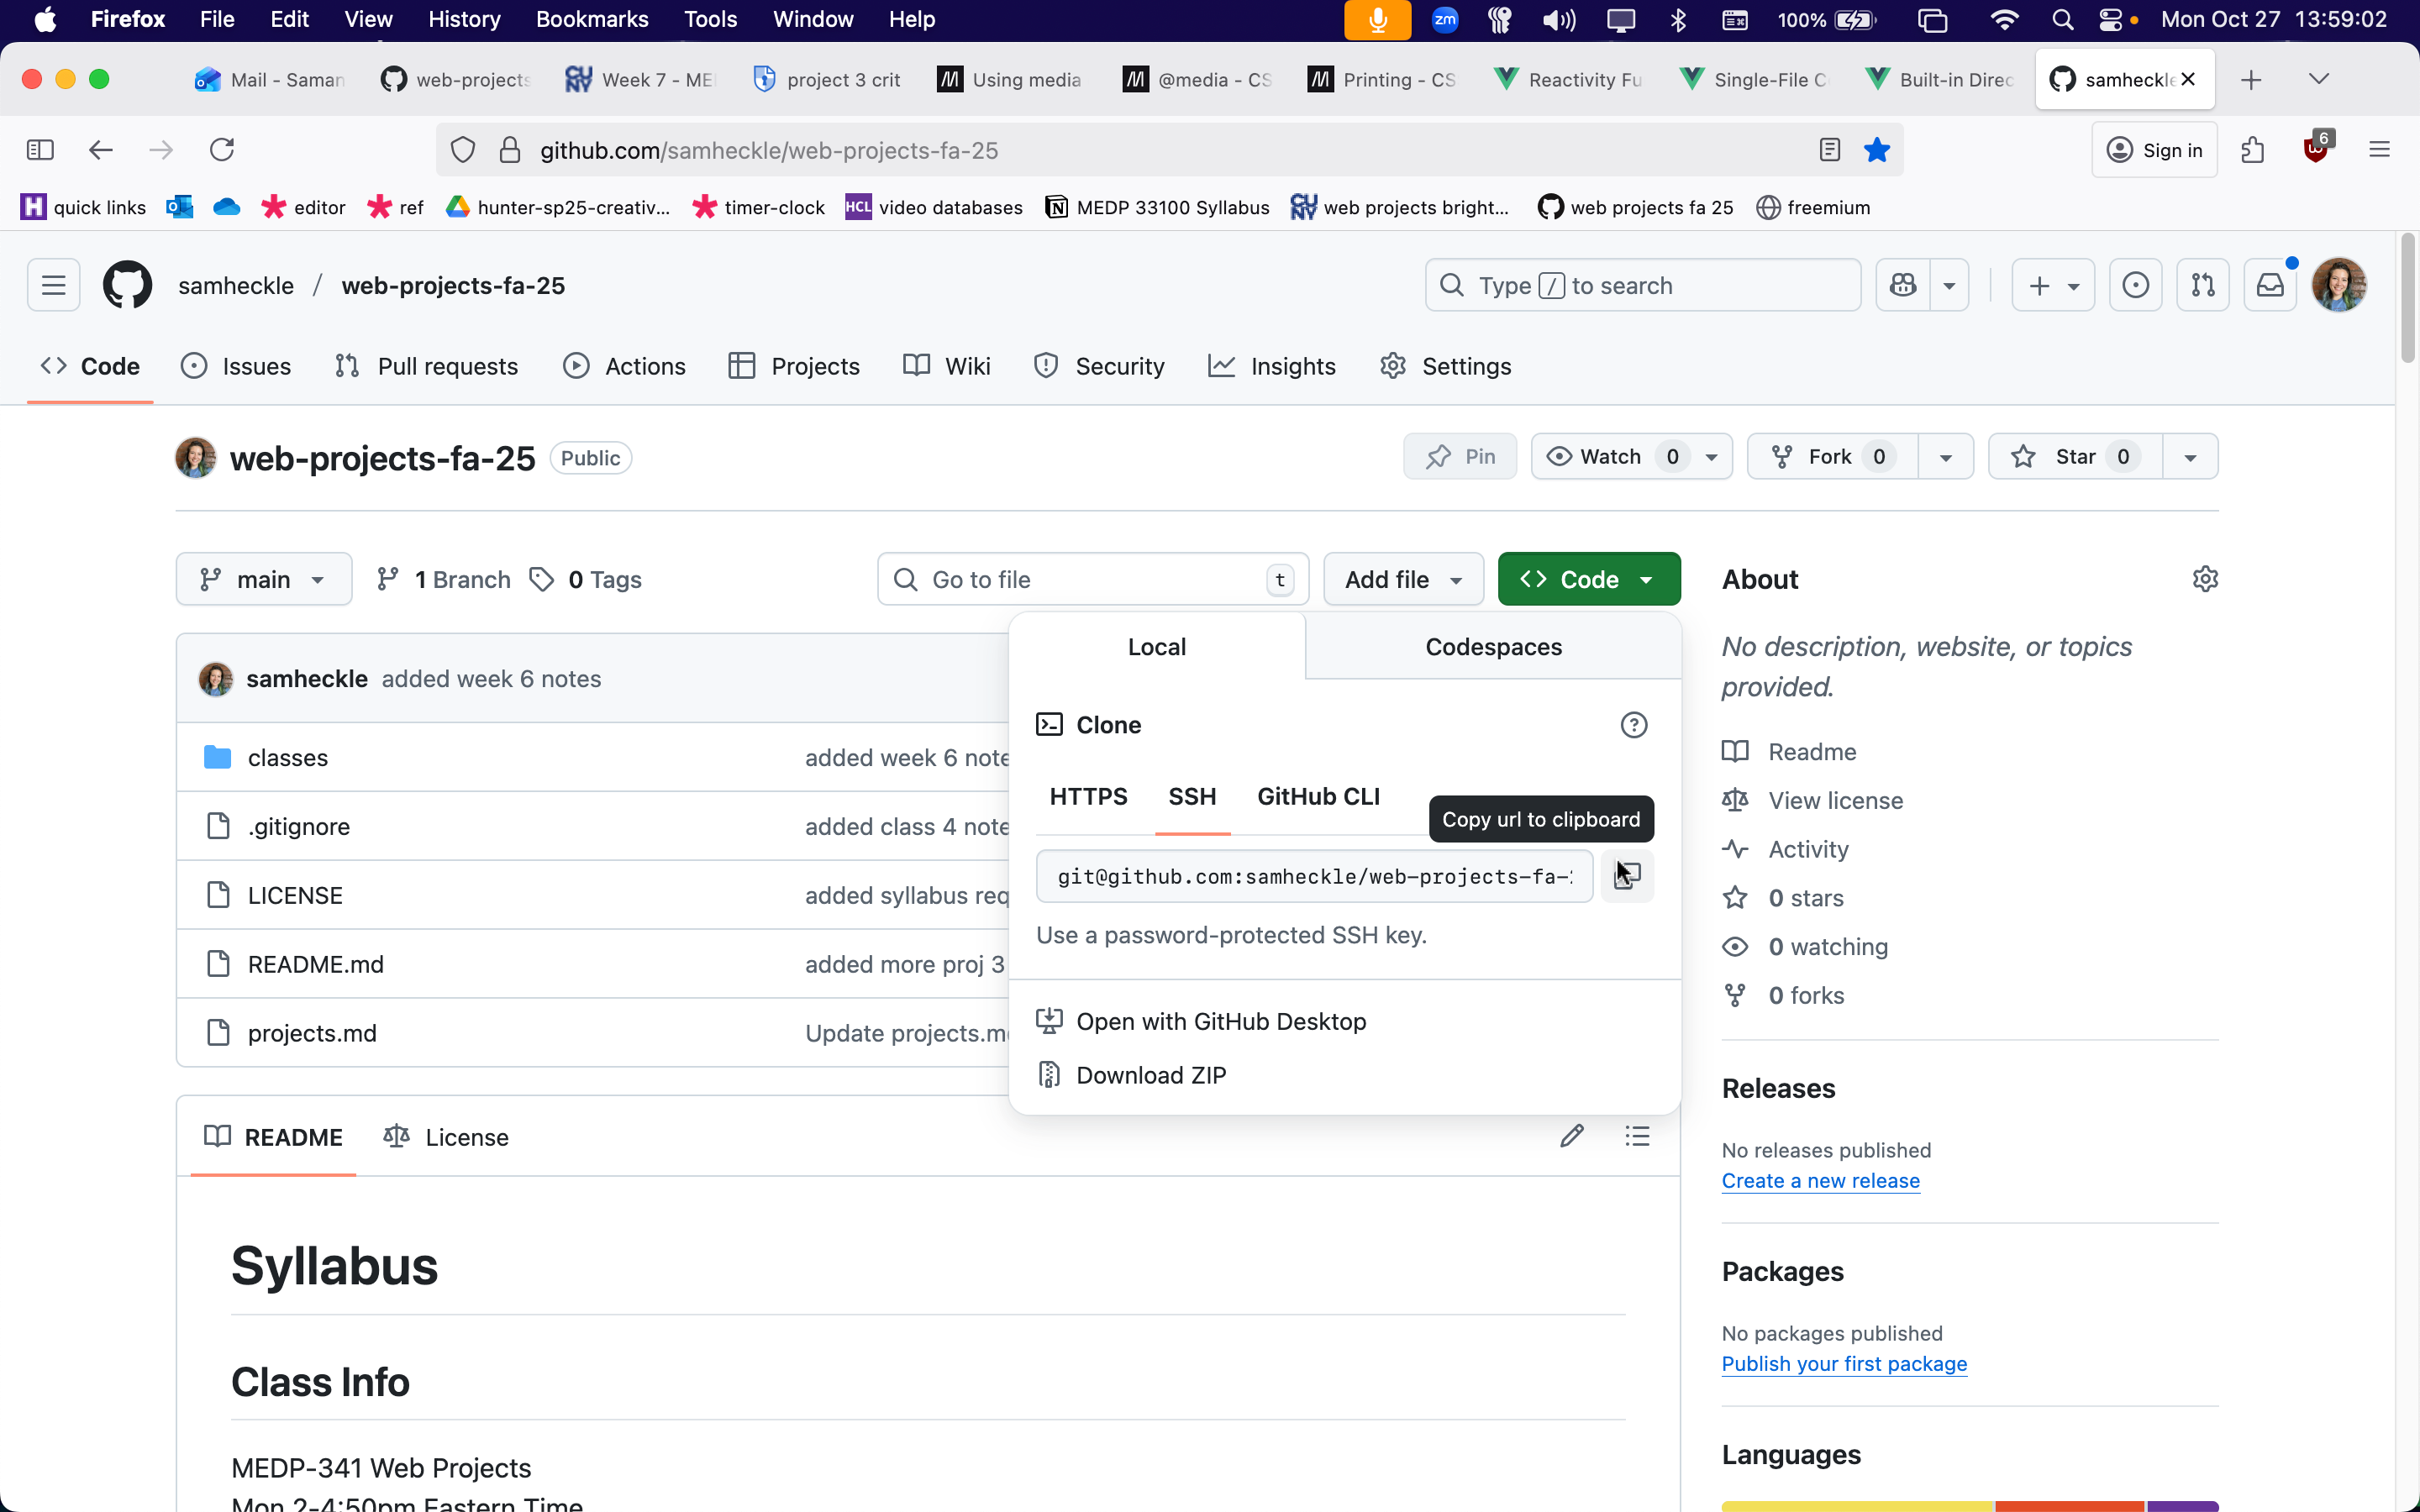 Firefox File Edit View History Bookmarks Tools Window Help zm 100% Mon Oct 27 13:59:02
Mail - Saman web-projects Week 7 - ME project 3 crit Using media @media - CS Printing - CS Reactivity Fu Single-File C Built-in Direc samheckle
github.com/samheckle/web-projects-fa-25 Sign in 6
quick links editor ref hunter-sp25-creativ... timer-clock HCL video databases MEDP 33100 Syllabus web projects bright... web projects fa 25 freemium
samheckle / web-projects-fa-25 Type / to search
Code Issues Pull requests Actions Projects Wiki Security Insights Settings
web-projects-fa-25 Public Pin Watch 0 Fork 0 Star 0
main 1 Branch 0 Tags Go to file t Add file Code
About
No description, website, or topics
provided.
Readme
View license
Activity
0 stars
0 watching
0 forks
Releases
No releases published
Create a new release
Packages
No packages published
Publish your first package
Languages
samheckle added week 6 notes
classes added week 6 note
.gitignore added class 4 note
LICENSE added syllabus req
README.md added more proj 3
projects.md Update projects.m
Local Codespaces
Clone
HTTPS SSH GitHub CLI
Copy url to clipboard
git@github.com:samheckle/web-projects-fa-
Use a password-protected SSH key.
Open with GitHub Desktop
Download ZIP
README License
Syllabus
Class Info
MEDP-341 Web Projects
Mon 2-4:50pm Eastern Time